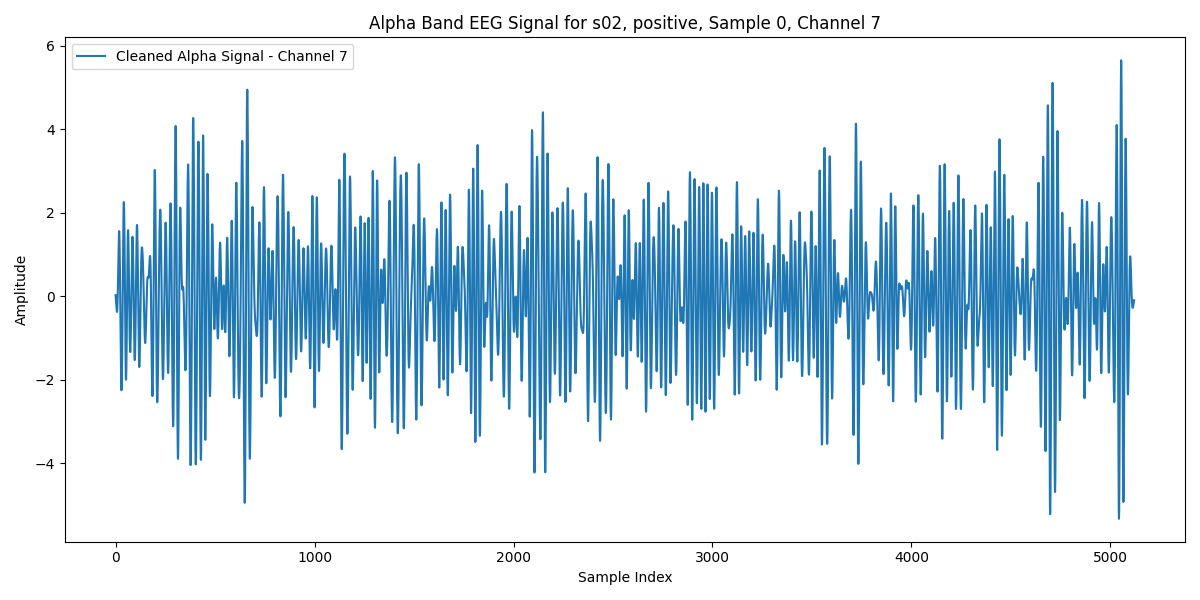 Alpha Band EEG Signal for s02, positive, Sample 0, Channel 7
Cleaned Alpha Signal - Channel 7
6
4
2
0
−2
−4
Amplitude
0 1000 2000 3000 4000 5000
Sample Index